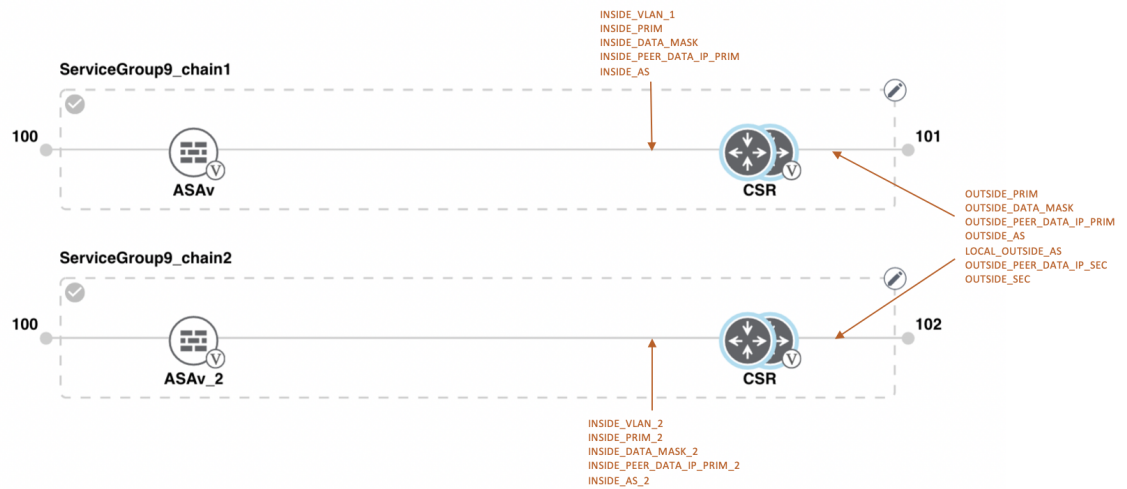 INSIDE_VLAN_1
INSIDE_PRIM
INSIDE_DATA_MASK
INSIDE_PEER_DATA_IP_PRIM
INSIDE_AS
ServiceGroup9_chain1
100
101
V
V
ASAv
CSR
OUTSIDE_PRIM
OUTSIDE_DATA_MASK
OUTSIDE_PEER_DATA_IP_PRIM
OUTSIDE_AS
LOCAL_OUTSIDE_AS
OUTSIDE_PEER_DATA_IP_SEC
OUTSIDE_SEC
ServiceGroup9_chain2
100
102
V
V
ASAv_2
CSR
INSIDE_VLAN_2
INSIDE_PRIM_2
INSIDE_DATA_MASK_2
INSIDE_PEER_DATA_IP_PRIM_2
INSIDE_AS_2